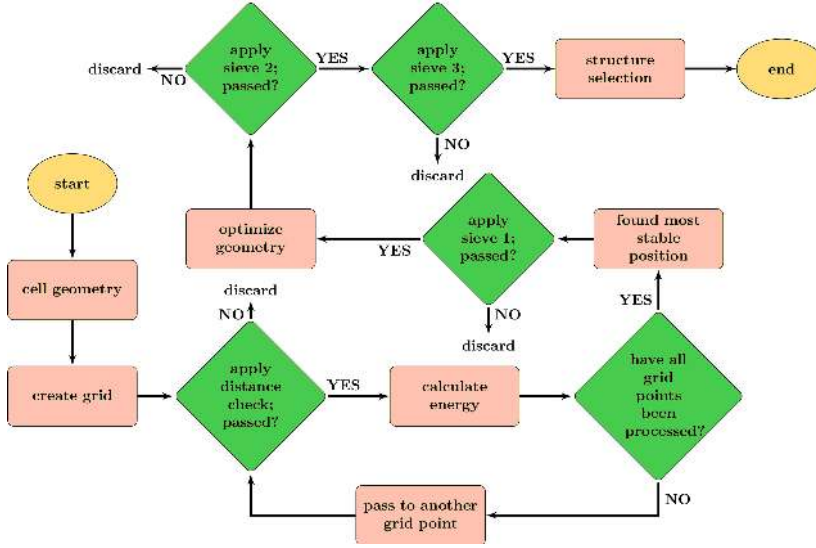 apply
sieve 2;
passed?
YES
NO
discard
apply
sieve 3;
passed?
YES
NO
discard
structure
selection
end
start
cell geometry
create grid
optimize
geometry
YES
apply
sieve 1;
passed?
NO
discard
found most
stable
position
YES
discard
NO
apply
distance
check;
passed?
YES
calculate
energy
have all
grid
points
been
processed?
NO
pass to another
grid point